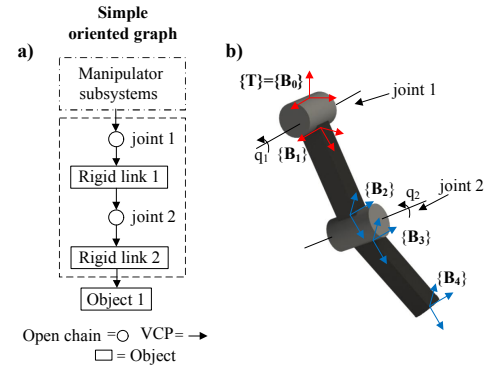 Simple
oriented graph
a)
Manipulator
subsystems
joint 1
Rigid link 1
joint 2
Rigid link 2
Object 1
Open chain = VCP=
= Object
b)
{T}={B₀}
joint 1
q₁
{B₁}
{B₂}
q₂
joint 2
{B₃}
{B₄}